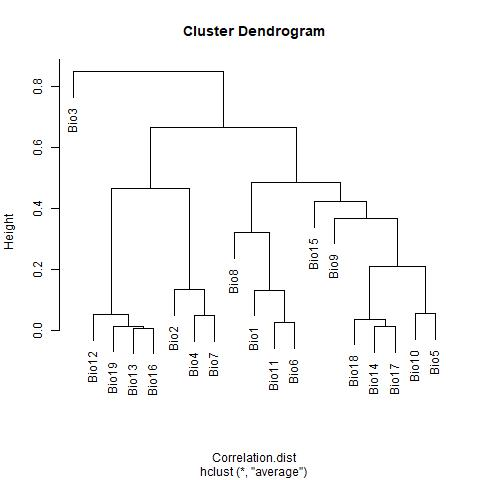 Cluster Dendrogram
Height
0.0
0.2
0.4
0.6
0.8
Bio3
Bio12
Bio19
Bio13
Bio16
Bio2
Bio4
Bio7
Bio8
Bio1
Bio11
Bio6
Bio15
Bio9
Bio18
Bio14
Bio17
Bio10
Bio5
Correlation.dist
hclust (*, "average")